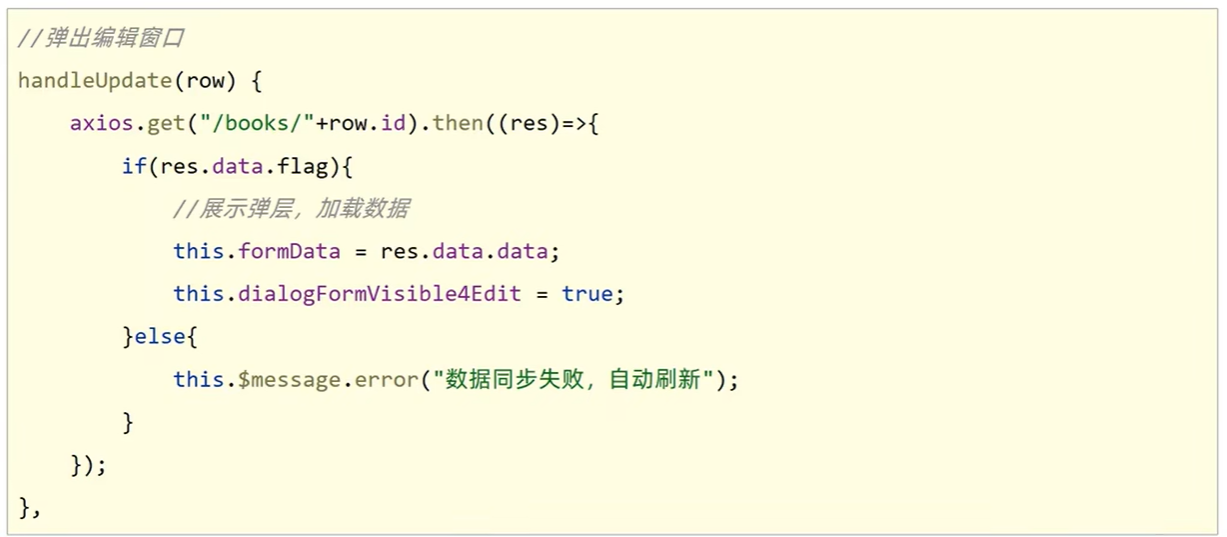 //弹出编辑窗口
handleUpdate(row) {
    axios.get("/books/"+row.id).then((res)=>{
        if(res.data.flag){
            //展示弹层，加载数据
            this.formData = res.data.data;
            this.dialogFormVisible4Edit = true;
        }else{
            this.$message.error("数据同步失败，自动刷新");
        }
    });
},